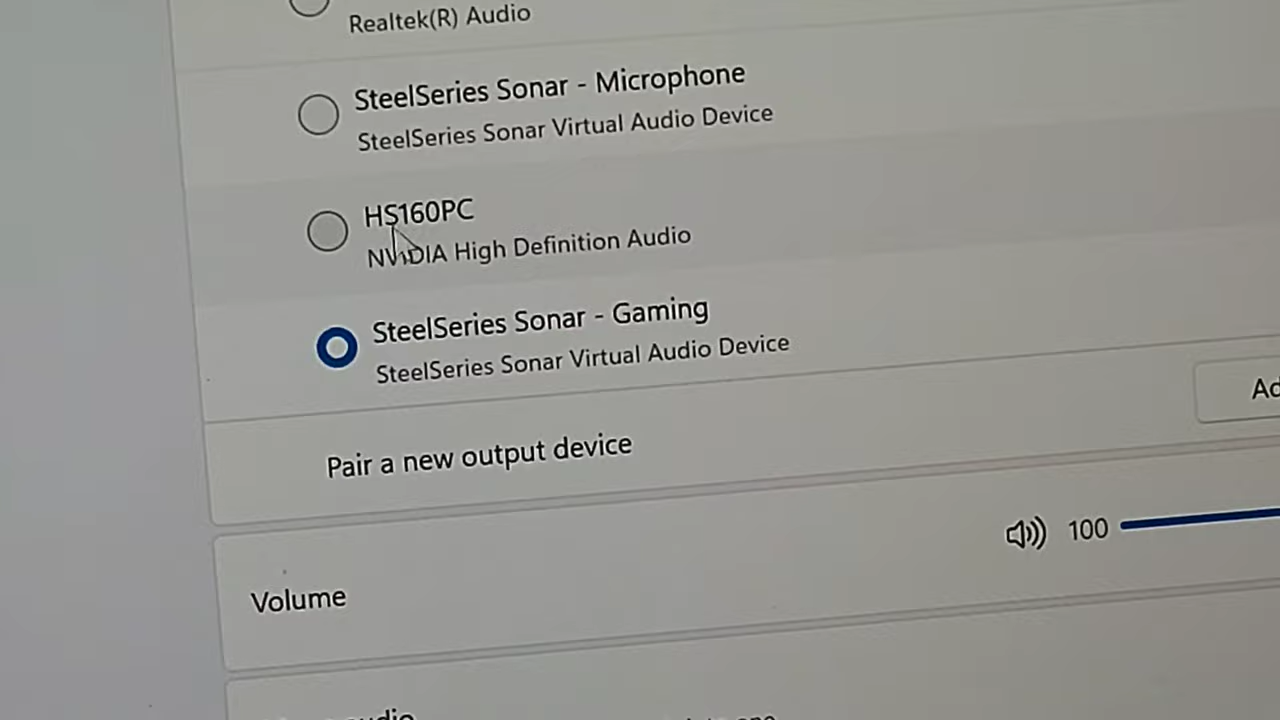 Realtek(R) Audio
SteelSeries Sonar - Microphone
SteelSeries Sonar Virtual Audio Device
HS160PC
NVIDIA High Definition Audio
SteelSeries Sonar - Gaming
SteelSeries Sonar Virtual Audio Device
Pair a new output device
Volume
100